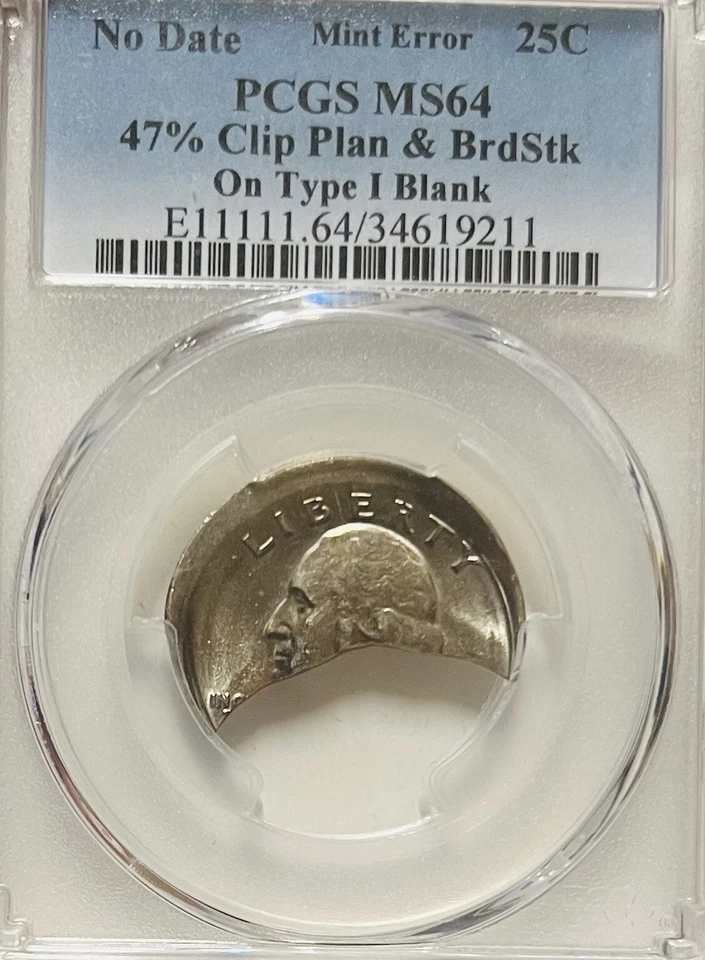 No Date Mint Error 25C
PCGS MS64
47% Clip Plan & BrdStk
On Type I Blank
E11111.64/34619211
LIBERTY